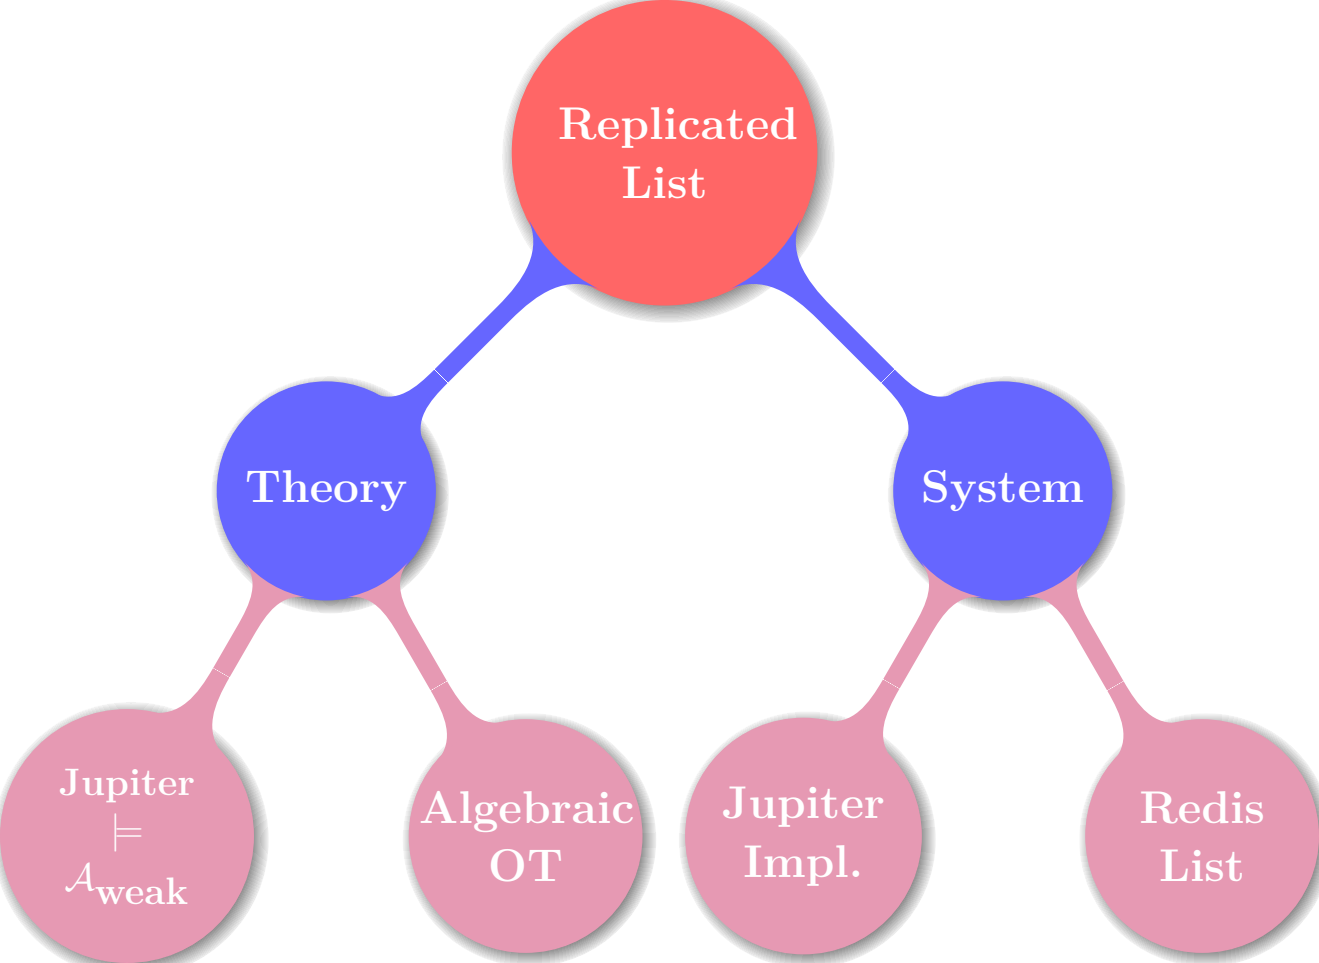 Replicated
List
Theory
System
Jupiter
⊨
𝒜weak
Algebraic
OT
Jupiter
Impl.
Redis
List